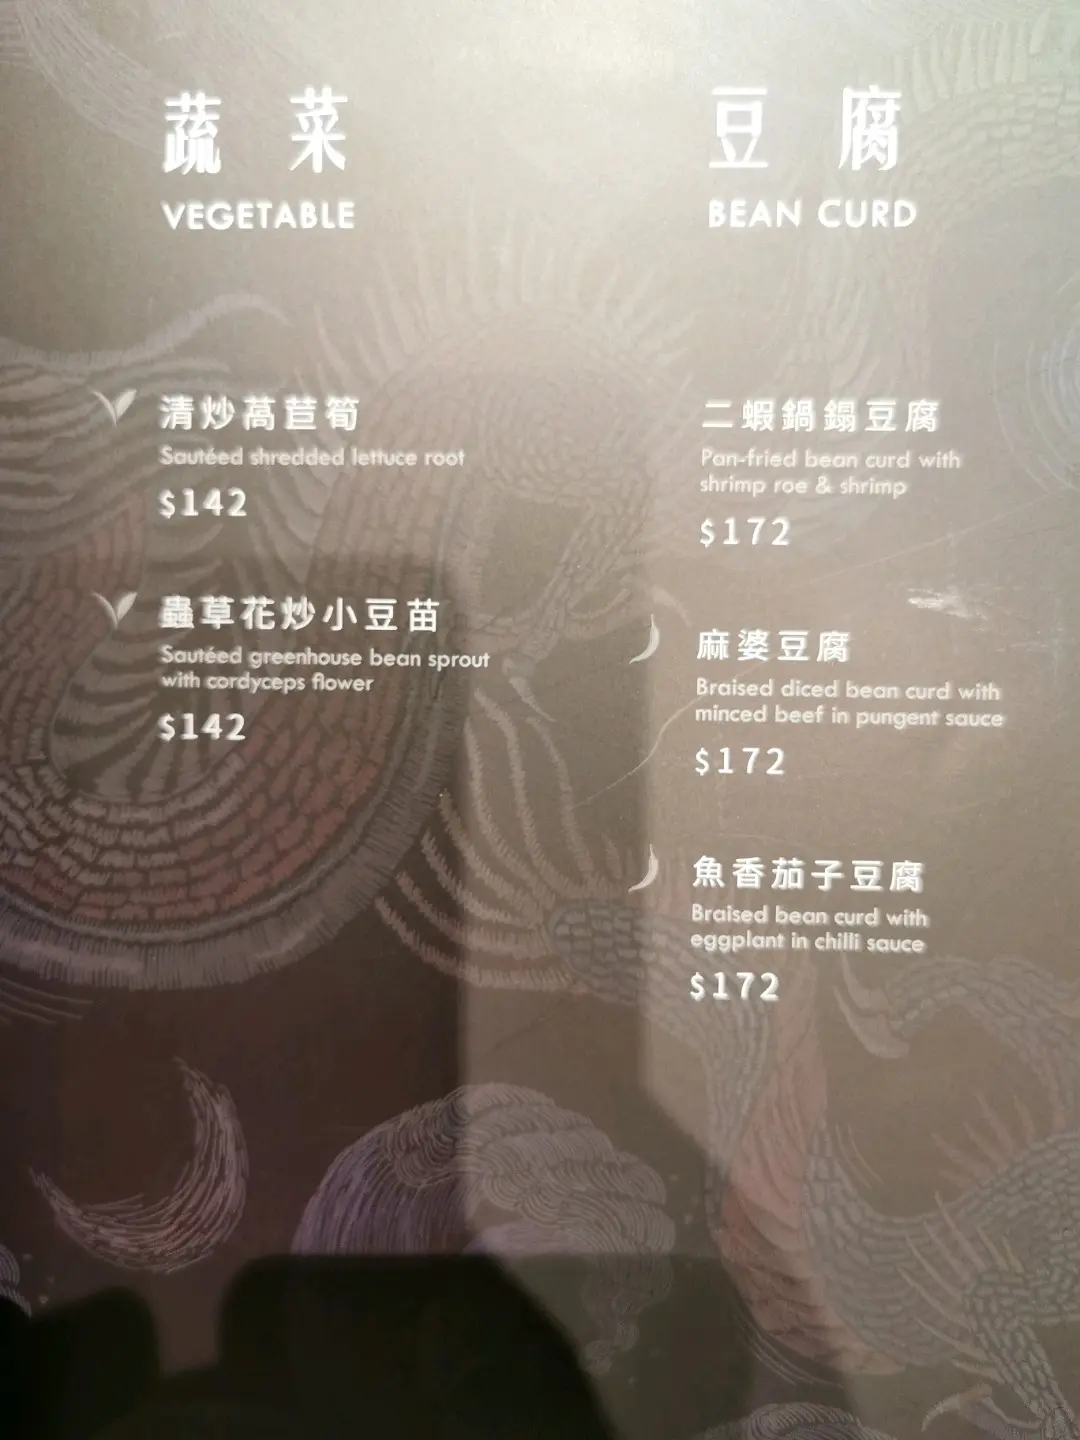 蔬菜
VEGETABLE
清炒萵苣筍
Sautéed shredded lettuce root
$142
蟲草花炒小豆苗
Sautéed greenhouse bean sprout
with cordyceps flower
$142
豆腐
BEAN CURD
二蝦鍋鎉豆腐
Pan-fried bean curd with
shrimp roe & shrimp
$172
麻婆豆腐
Braised diced bean curd with
minced beef in pungent sauce
$172
魚香茄子豆腐
Braised bean curd with
eggplant in chilli sauce
$172